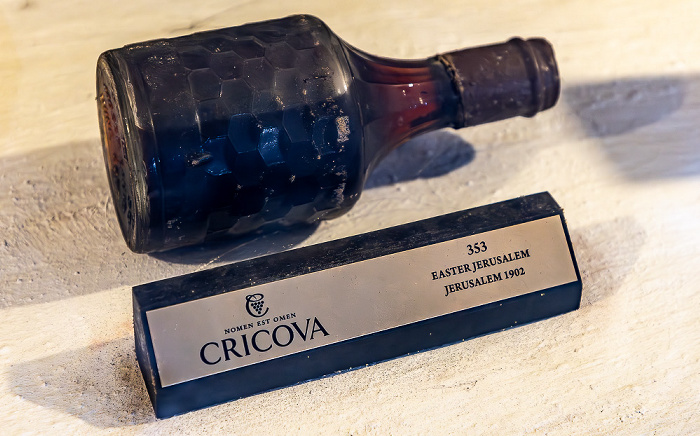 353
EASTER JERUSALEM
JERUSALEM 1902
NOMEN EST OMEN
CRICOVA